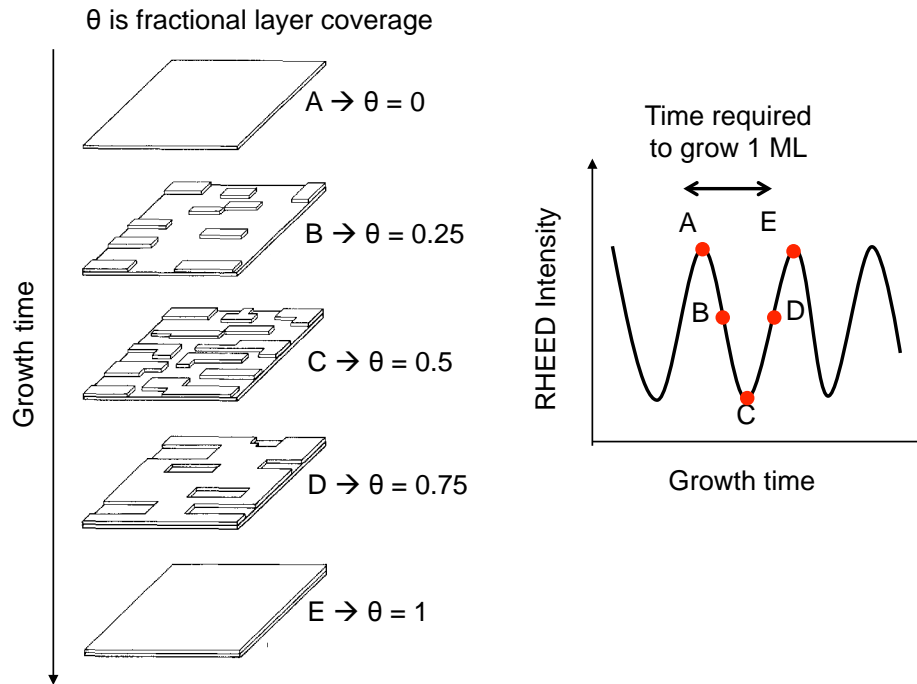 θ is fractional layer coverage
Growth time
A → θ = 0
B → θ = 0.25
C → θ = 0.5
D → θ = 0.75
E → θ = 1
Time required
to grow 1 ML
RHEED Intensity
A
E
B
D
C
Growth time